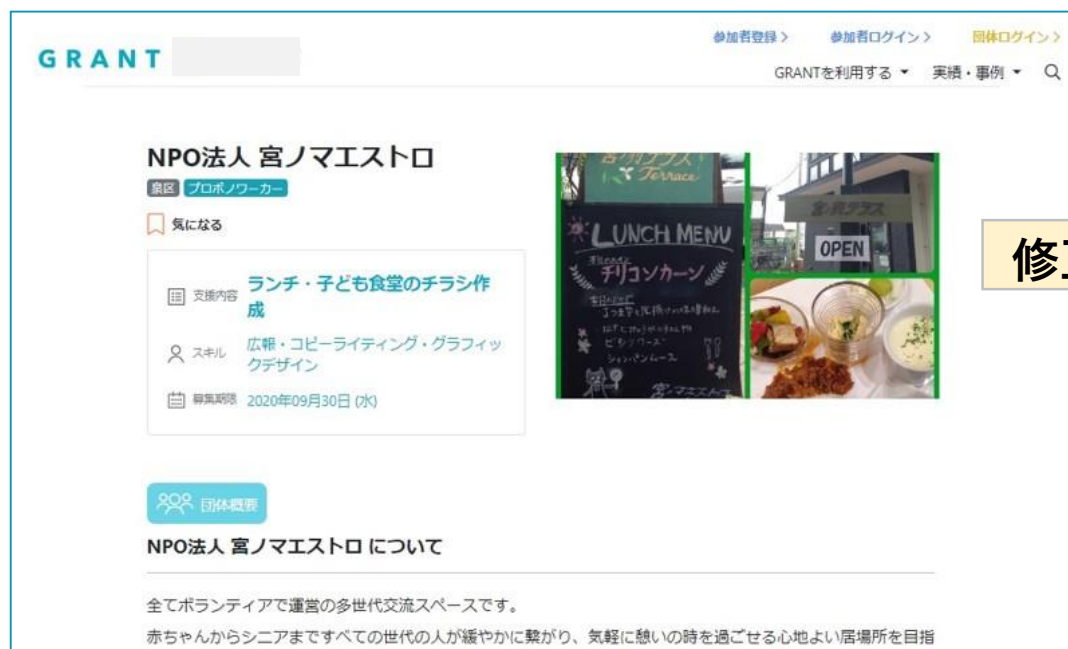 GRANT
参加者登録 > 参加者ログイン > 団体ログイン >
GRANTを利用する ▼ 実績・事例 ▼
NPO法人 宮ノマエストロ
泉区 プロボノワーカー
気になる
支援内容 ランチ・子ども食堂のチラシ作
成
スキル 広報・コピーライティング・グラフィッ
クデザイン
募集期限 2020年09月30日 (水)
Terrace
LUNCH MENU
チリコンカーン
OPEN
団体概要
NPO法人 宮ノマエストロ について
全てボランティアで運営の多世代交流スペースです。
赤ちゃんからシニアまですべての世代の人が緩やかに繋がり、気軽に憩いの時を過ごせる心地よい居場所を目指